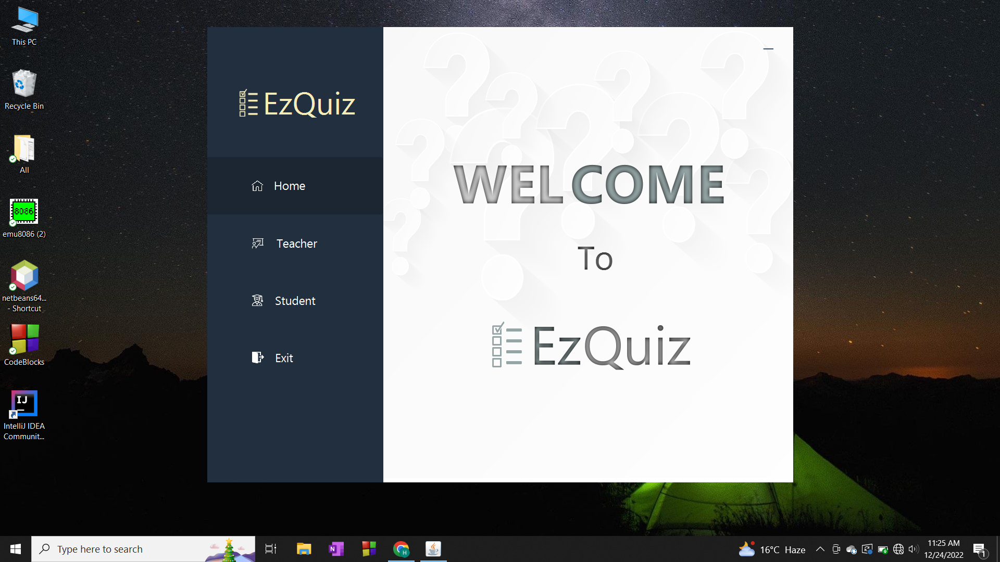 This PC
Recycle Bin
All
8086
emu8086 (2)
netbeans64...
- Shortcut
CodeBlocks
IJ
IntelliJ IDEA
Communit...
EzQuiz
Home
Teacher
Student
Exit
WELCOME
To
EzQuiz
Type here to search
N
H
16°C Haze
11:25 AM
12/24/2022
1